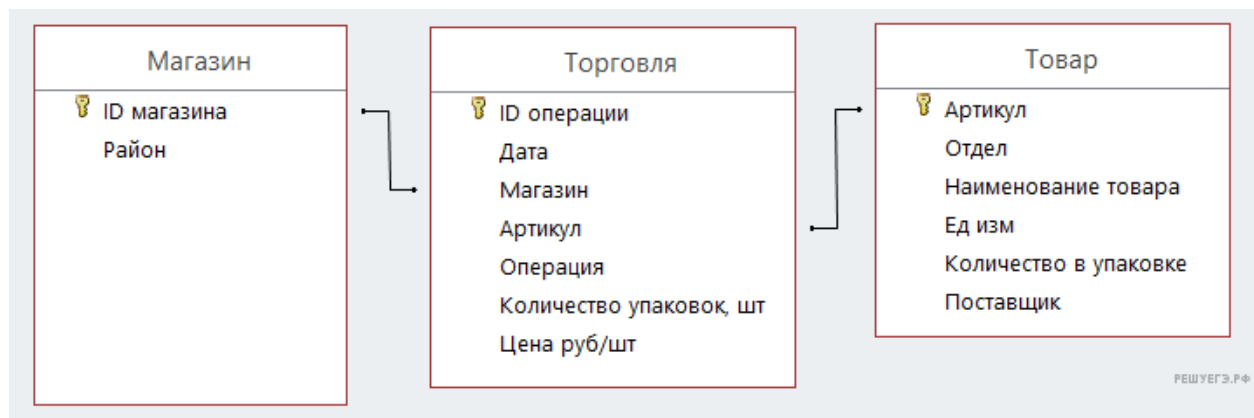 Магазин
ID магазина
Район
Торговля
ID операции
Дата
Магазин
Артикул
Операция
Количество упаковок, шт
Цена руб/шт
Товар
Артикул
Отдел
Наименование товара
Ед изм
Количество в упаковке
Поставщик
РЕШУЕГЭ.РФ